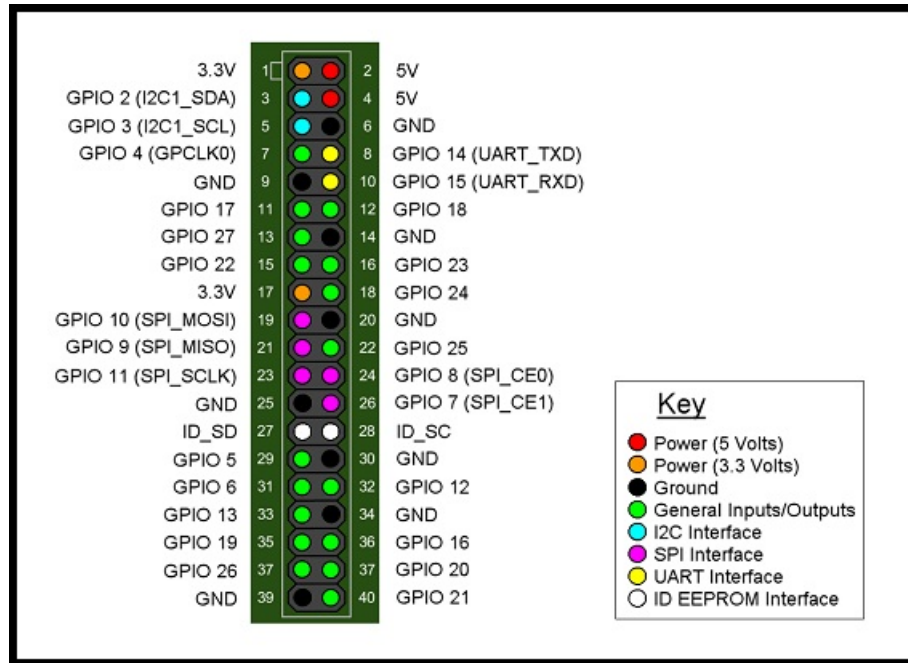 3.3V 1 2 5V
GPIO 2 (I2C1_SDA) 3 4 5V
GPIO 3 (I2C1_SCL) 5 6 GND
GPIO 4 (GPCLK0) 7 8 GPIO 14 (UART_TXD)
GND 9 10 GPIO 15 (UART_RXD)
GPIO 17 11 12 GPIO 18
GPIO 27 13 14 GND
GPIO 22 15 16 GPIO 23
3.3V 17 18 GPIO 24
GPIO 10 (SPI_MOSI) 19 20 GND
GPIO 9 (SPI_MISO) 21 22 GPIO 25
GPIO 11 (SPI_SCLK) 23 24 GPIO 8 (SPI_CE0)
GND 25 26 GPIO 7 (SPI_CE1)
ID_SD 27 28 ID_SC
GPIO 5 29 30 GND
GPIO 6 31 32 GPIO 12
GPIO 13 33 34 GND
GPIO 19 35 36 GPIO 16
GPIO 26 37 37 GPIO 20
GND 39 40 GPIO 21
Key
Power (5 Volts)
Power (3.3 Volts)
Ground
General Inputs/Outputs
I2C Interface
SPI Interface
UART Interface
ID EEPROM Interface